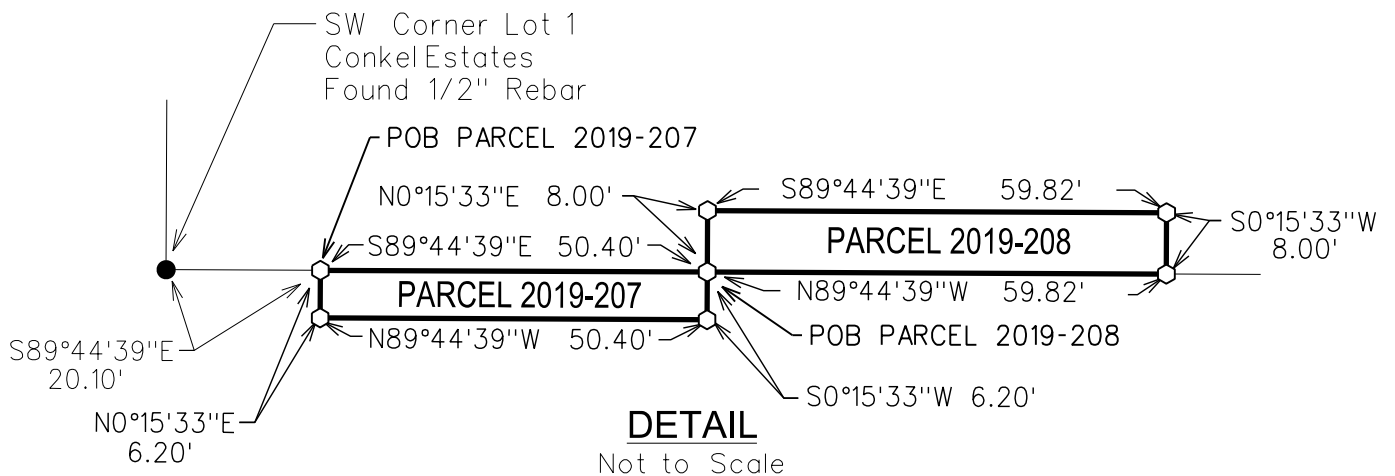 SW Corner Lot 1
Conkel Estates
Found 1/2" Rebar
POB PARCEL 2019-207
N0°15'33"E 8.00'
S89°44'39"E 59.82'
S0°15'33"W
8.00'
S89°44'39"E 50.40'
PARCEL 2019-208
PARCEL 2019-207
N89°44'39"W 59.82'
N89°44'39"W 50.40'
POB PARCEL 2019-208
S89°44'39"E
20.10'
S0°15'33"W 6.20'
N0°15'33"E
6.20'
DETAIL
Not to Scale